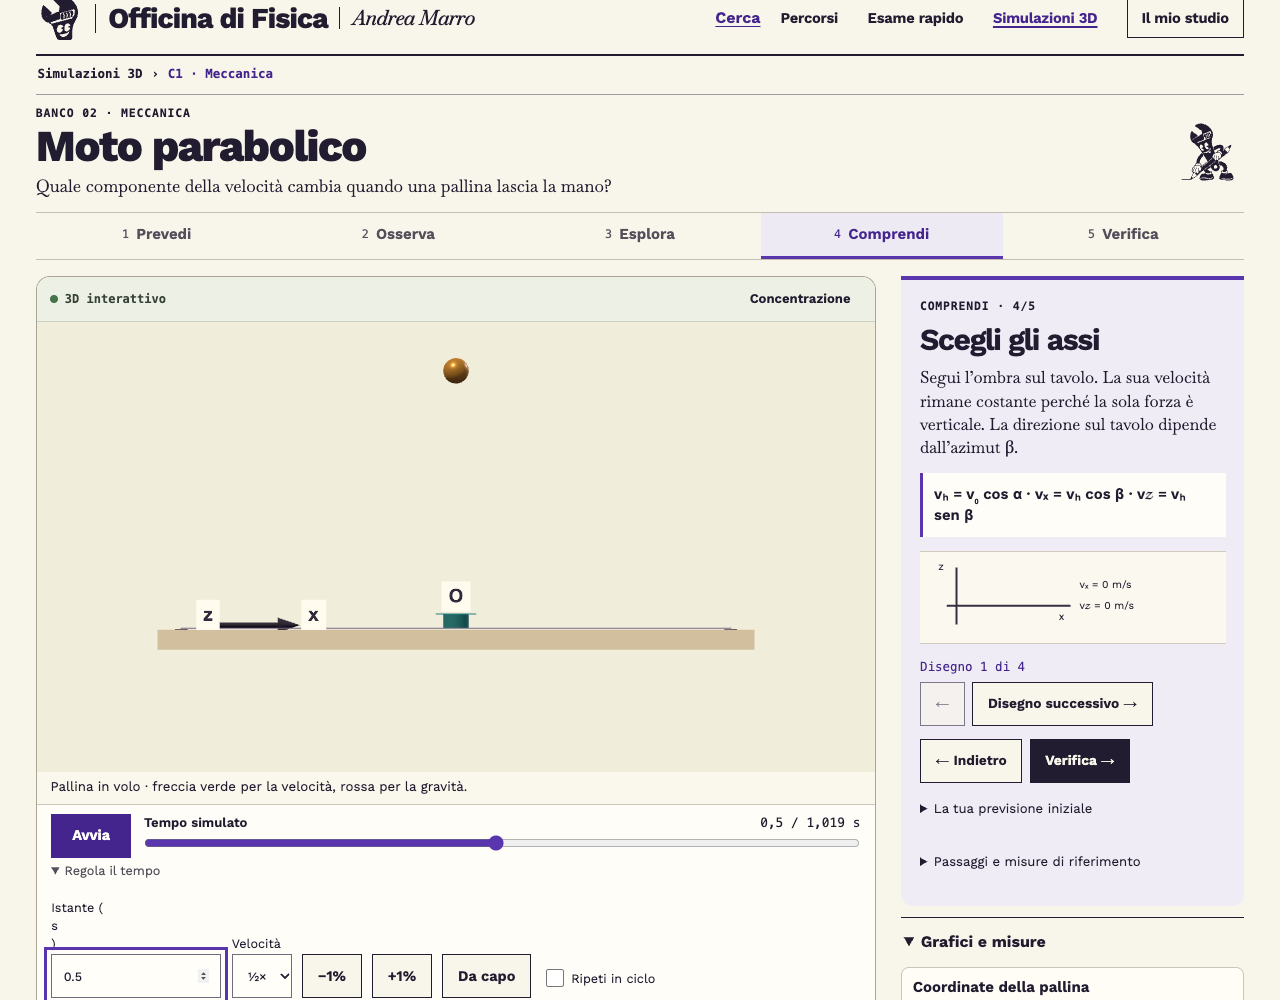 Officina di Fisica
Andrea Marro
Cerca
Percorsi
Esame rapido
Simulazioni 3D
Il mio studio
Simulazioni 3D › C1 · Meccanica
BANCO 02 · MECCANICA
Moto parabolico
Quale componente della velocità cambia quando una pallina lascia la mano?
1 Prevedi
2 Osserva
3 Esplora
4 Comprendi
5 Verifica
3D interattivo
Concentrazione
O
z
x
Pallina in volo · freccia verde per la velocità, rossa per la gravità.
Avvia
Tempo simulato
0,5 / 1,019 s
▼ Regola il tempo
Istante (
s
)
Velocità
0.5
½×
−1%
+1%
Da capo
Ripeti in ciclo
COMPRENDI · 4/5
Scegli gli assi
Segui l’ombra sul tavolo. La sua velocità
rimane costante perché la sola forza è
verticale. La direzione sul tavolo dipende
dall’azimut β.
vₕ = v₀ cos α · vₓ = vₕ cos β · v𝑧 = vₕ
sen β
z
x
vₓ = 0 m/s
v𝑧 = 0 m/s
Disegno 1 di 4
←
Disegno successivo →
← Indietro
Verifica →
▶ La tua previsione iniziale
▶ Passaggi e misure di riferimento
▼ Grafici e misure
Coordinate della pallina